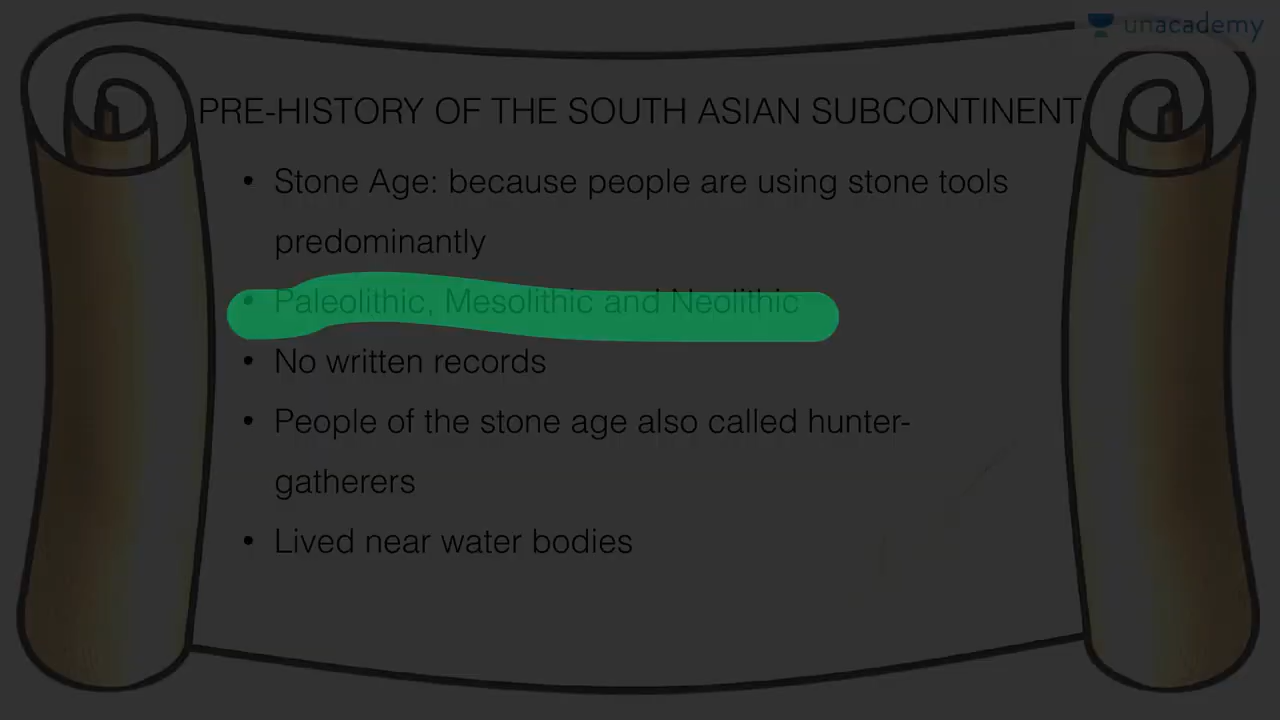 unacademy
PRE-HISTORY OF THE SOUTH ASIAN SUBCONTINENT
• Stone Age: because people are using stone tools
predominantly
• Paleolithic, Mesolithic and Neolithic
• No written records
• People of the stone age also called hunter-
gatherers
• Lived near water bodies